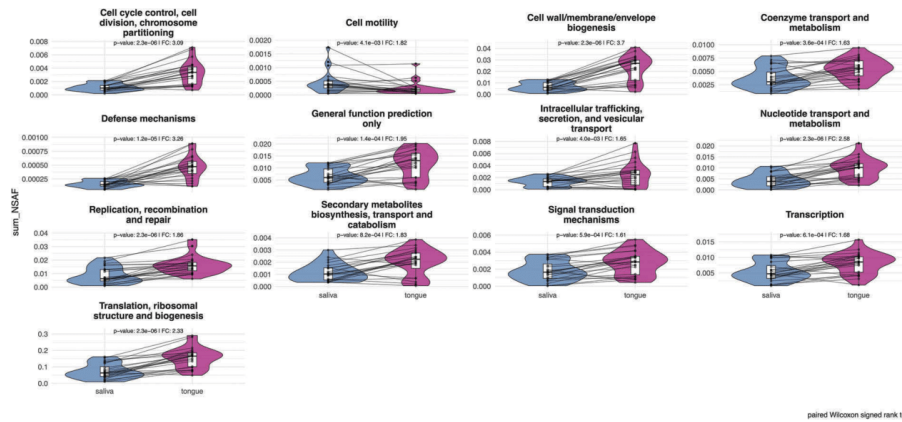 Cell cycle control, cell
division, chromosome
partitioning
p-value: 2.3e-06 | FC: 3.09
0.008
0.006
0.004
0.002
0.000
Cell motility
p-value: 4.1e-03 | FC: 1.82
0.0020
0.0015
0.0010
0.0005
0.0000
Cell wall/membrane/envelope
biogenesis
p-value: 2.3e-06 | FC: 3.7
0.04
0.03
0.02
0.01
0.00
Coenzyme transport and
metabolism
p-value: 3.6e-04 | FC: 1.63
0.0100
0.0075
0.0050
0.0025
Defense mechanisms
p-value: 1.2e-05 | FC: 3.26
0.00100
0.00075
0.00050
0.00025
General function prediction
only
p-value: 1.4e-04 | FC: 1.95
0.020
0.015
0.010
0.005
Intracellular trafficking,
secretion, and vesicular
transport
p-value: 4.0e-03 | FC: 1.65
0.008
0.006
0.004
0.002
0.000
Nucleotide transport and
metabolism
p-value: 2.3e-06 | FC: 2.58
0.020
0.015
0.010
0.005
0.000
sum_NSAF
Replication, recombination
and repair
p-value: 2.3e-06 | FC: 1.86
0.04
0.03
0.02
0.01
0.00
Secondary metabolites
biosynthesis, transport and
catabolism
p-value: 8.2e-04 | FC: 1.83
0.004
0.003
0.002
0.001
0.000
saliva tongue
Signal transduction
mechanisms
p-value: 5.9e-04 | FC: 1.61
0.006
0.004
0.002
0.000
saliva tongue
Transcription
p-value: 6.1e-04 | FC: 1.68
0.015
0.010
0.005
saliva tongue
Translation, ribosomal
structure and biogenesis
p-value: 2.3e-06 | FC: 2.33
0.3
0.2
0.1
0.0
saliva tongue
paired Wilcoxon signed rank t